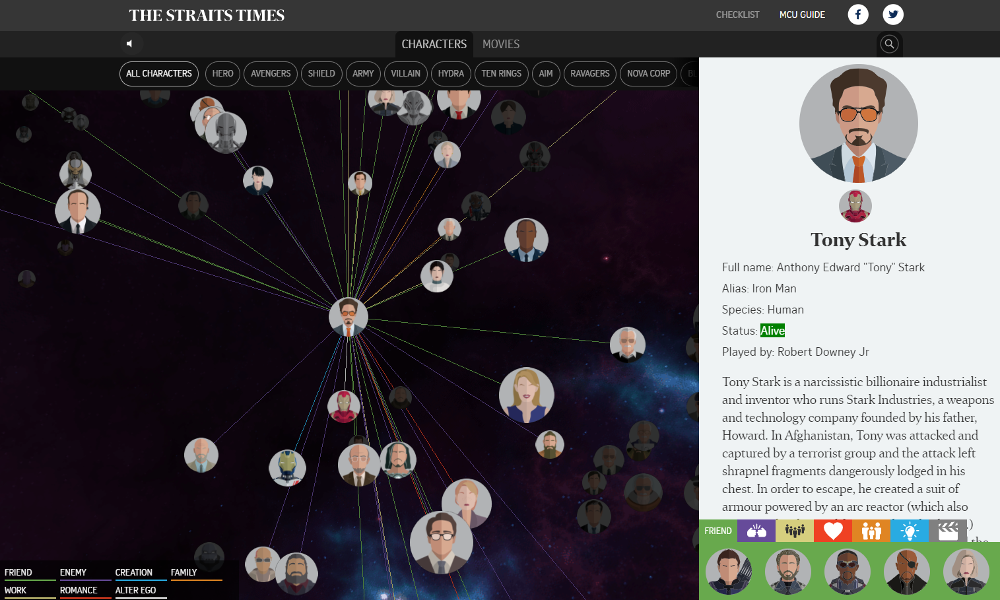 THE STRAITS TIMES
CHECKLIST
MCU GUIDE
CHARACTERS
MOVIES
ALL CHARACTERS
HERO
AVENGERS
SHIELD
ARMY
VILLAIN
HYDRA
TEN RINGS
AIM
RAVAGERS
NOVA CORP
Tony Stark
Full name: Anthony Edward "Tony" Stark
Alias: Iron Man
Species: Human
Status: Alive
Played by: Robert Downey Jr
Tony Stark is a narcissistic billionaire industrialist
and inventor who runs Stark Industries, a weapons
and technology company founded by his father,
Howard. In Afghanistan, Tony was attacked and
captured by a terrorist group and the attack left
shrapnel fragments dangerously lodged in his
chest. In order to escape, he created a suit of
armour powered by an arc reactor (which also
FRIEND
FRIEND
ENEMY
CREATION
FAMILY
WORK
ROMANCE
ALTER EGO